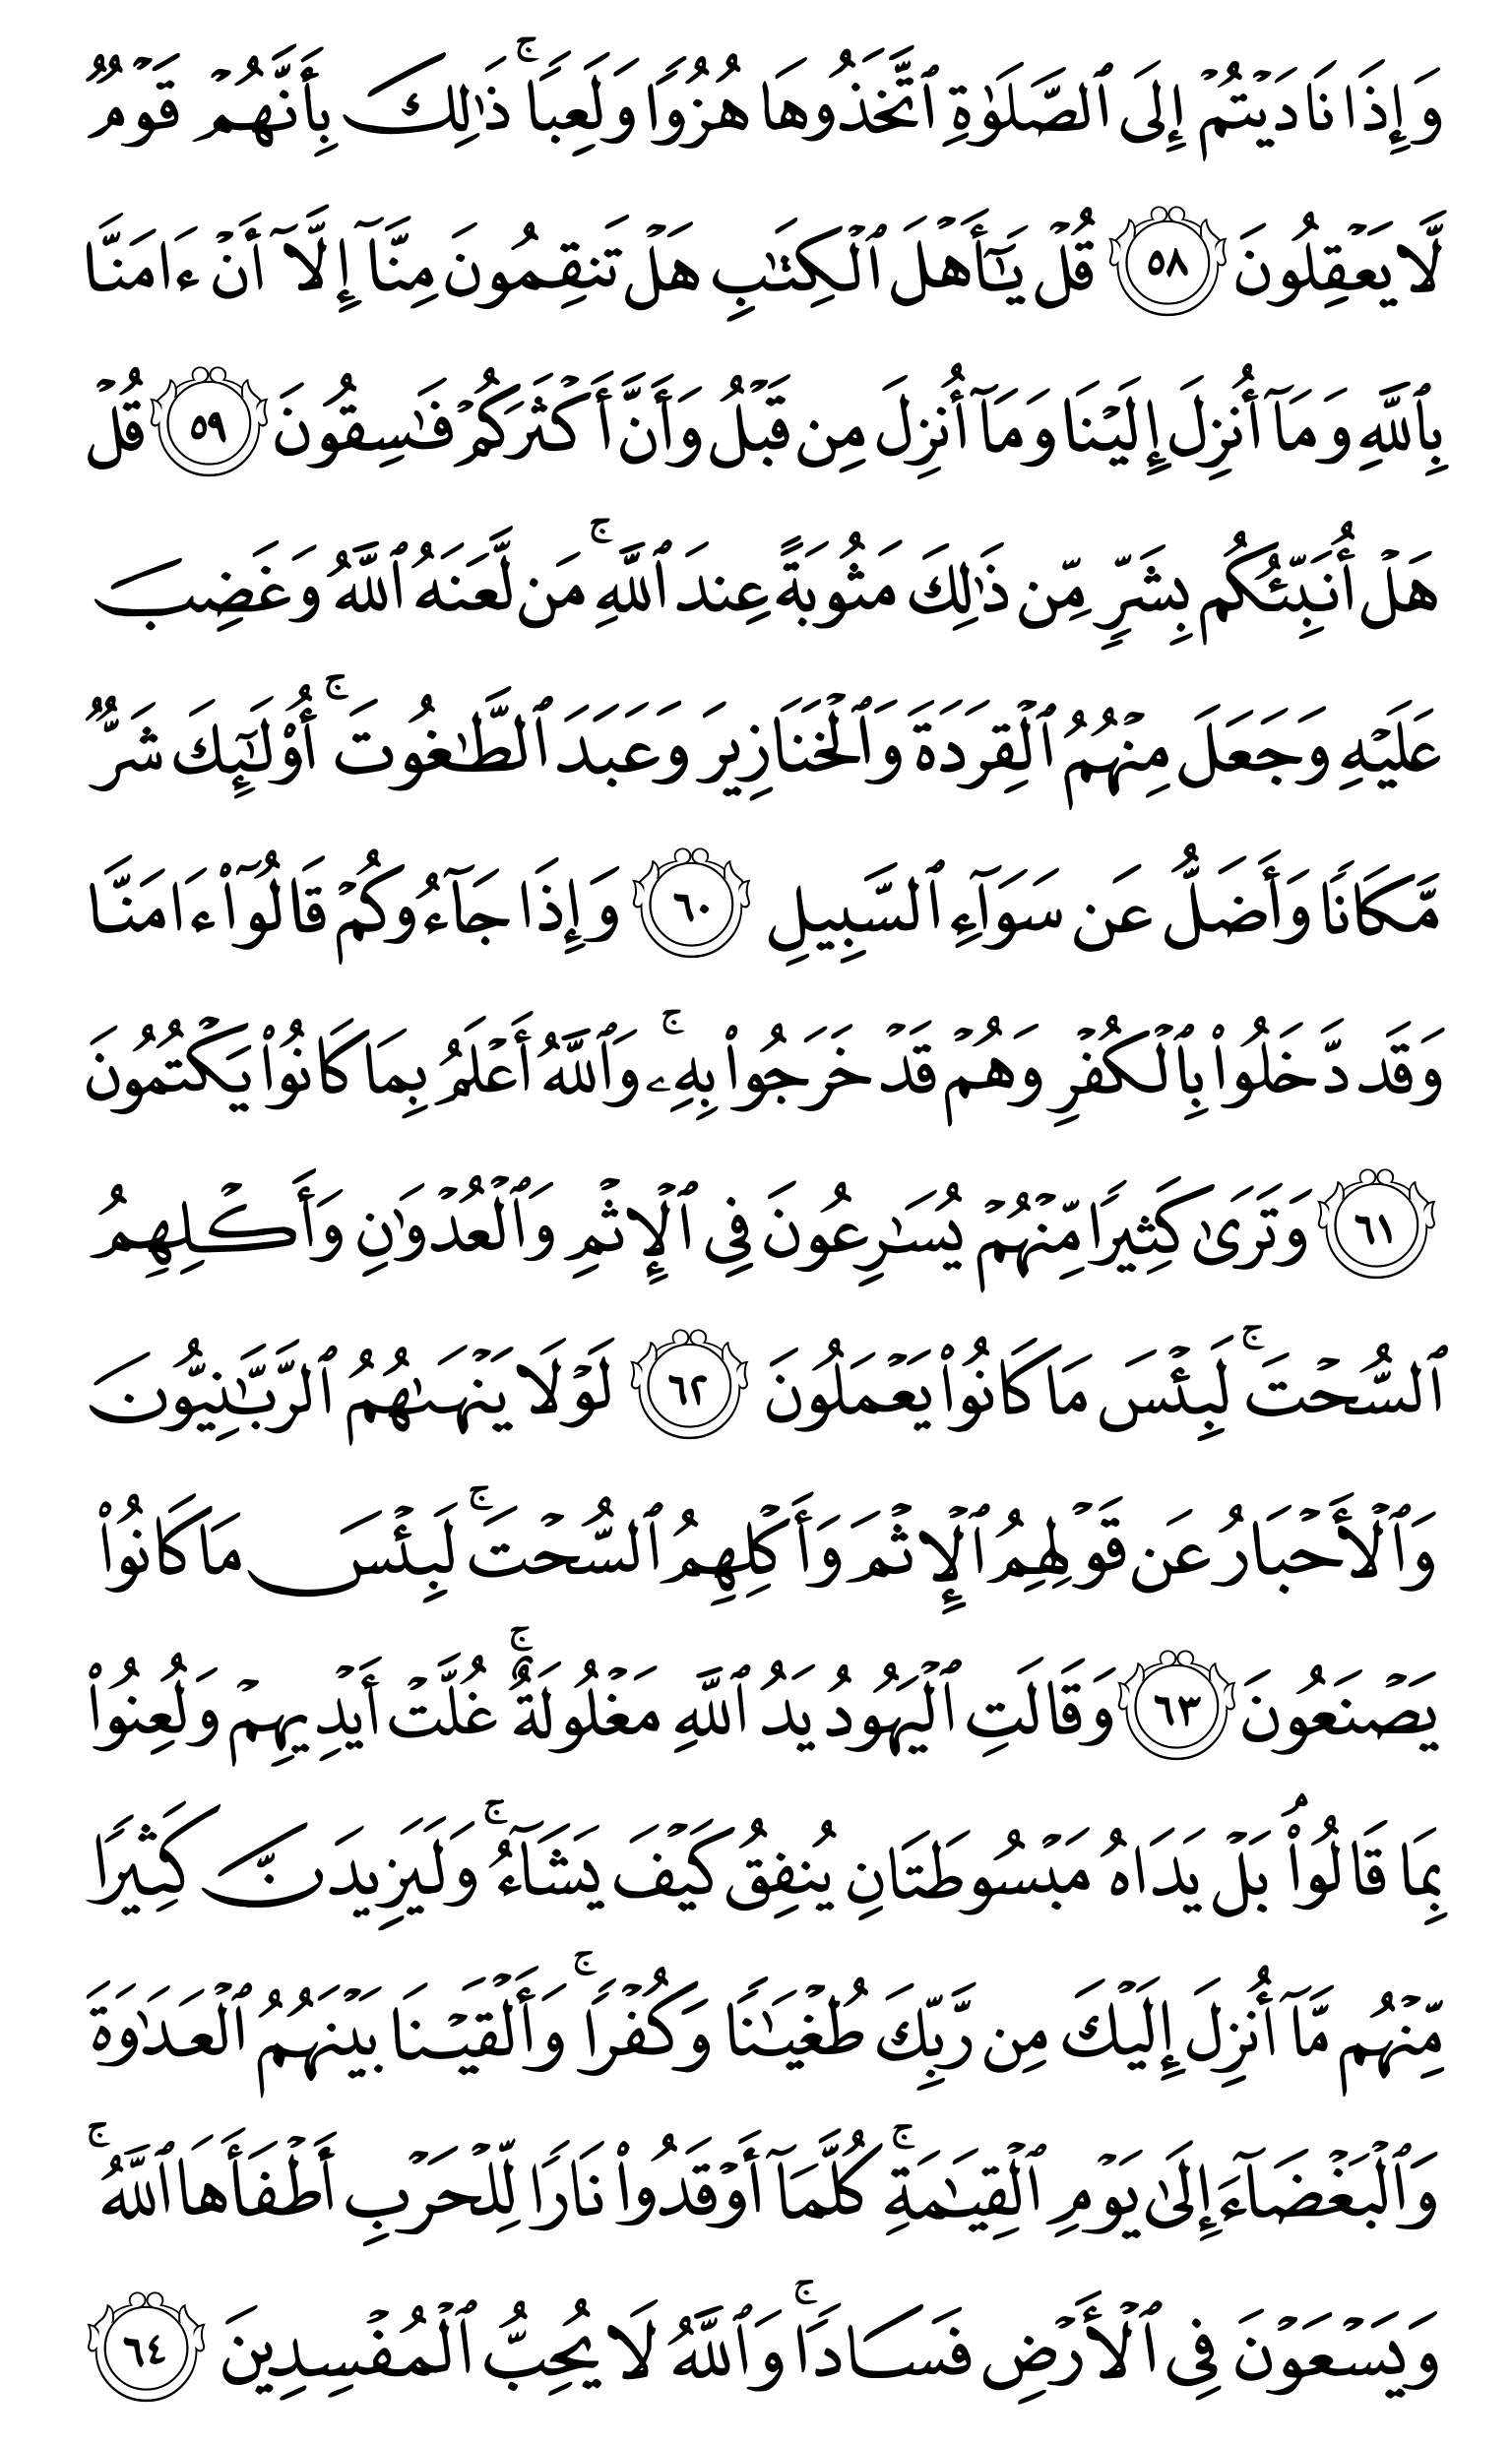 وَإِذَا نَادَيْتُمْ إِلَى ٱلصَّلَوٰةِ ٱتَّخَذُوهَا هُزُوًا وَلَعِبًا ۚ ذَٰلِكَ بِأَنَّهُمْ قَوْمٌ
لَّا يَعْقِلُونَ ٥٨ قُلْ يَـٰٓأَهْلَ ٱلْكِتَـٰبِ هَلْ تَنقِمُونَ مِنَّآ إِلَّآ أَنْ ءَامَنَّا
بِٱللَّهِ وَمَآ أُنزِلَ إِلَيْنَا وَمَآ أُنزِلَ مِن قَبْلُ وَأَنَّ أَكْثَرَكُمْ فَـٰسِقُونَ ٥٩ قُلْ
هَلْ أُنَبِّئُكُم بِشَرٍّ مِّن ذَٰلِكَ مَثُوبَةً عِندَ ٱللَّهِ ۚ مَن لَّعَنَهُ ٱللَّهُ وَغَضِبَ
عَلَيْهِ وَجَعَلَ مِنْهُمُ ٱلْقِرَدَةَ وَٱلْخَنَازِيرَ وَعَبَدَ ٱلطَّـٰغُوتَ ۚ أُو۟لَـٰٓئِكَ شَرٌّ
مَّكَانًا وَأَضَلُّ عَن سَوَآءِ ٱلسَّبِيلِ ٦٠ وَإِذَا جَآءُوكُمْ قَالُوٓا۟ ءَامَنَّا
وَقَد دَّخَلُوا۟ بِٱلْكُفْرِ وَهُمْ قَدْ خَرَجُوا۟ بِهِۦ ۚ وَٱللَّهُ أَعْلَمُ بِمَا كَانُوا۟ يَكْتُمُونَ
٦١ وَتَرَىٰ كَثِيرًا مِّنْهُمْ يُسَـٰرِعُونَ فِى ٱلْإِثْمِ وَٱلْعُدْوَٰنِ وَأَكْلِهِمُ
ٱلسُّحْتَ ۚ لَبِئْسَ مَا كَانُوا۟ يَعْمَلُونَ ٦٢ لَوْلَا يَنْهَىٰهُمُ ٱلرَّبَّـٰنِيُّونَ
وَٱلْأَحْبَارُ عَن قَوْلِهِمُ ٱلْإِثْمَ وَأَكْلِهِمُ ٱلسُّحْتَ ۚ لَبِئْسَ مَا كَانُوا۟
يَصْنَعُونَ ٦٣ وَقَالَتِ ٱلْيَهُودُ يَدُ ٱللَّهِ مَغْلُولَةٌ ۚ غُلَّتْ أَيْدِيهِمْ وَلُعِنُوا۟
بِمَا قَالُوا۟ ۘ بَلْ يَدَاهُ مَبْسُوطَتَانِ يُنفِقُ كَيْفَ يَشَآءُ ۚ وَلَيَزِيدَنَّ كَثِيرًا
مِّنْهُم مَّآ أُنزِلَ إِلَيْكَ مِن رَّبِّكَ طُغْيَـٰنًا وَكُفْرًا ۚ وَأَلْقَيْنَا بَيْنَهُمُ ٱلْعَدَٰوَةَ
وَٱلْبَغْضَآءَ إِلَىٰ يَوْمِ ٱلْقِيَـٰمَةِ ۚ كُلَّمَآ أَوْقَدُوا۟ نَارًا لِّلْحَرْبِ أَطْفَأَهَا ٱللَّهُ ۚ
وَيَسْعَوْنَ فِى ٱلْأَرْضِ فَسَادًا ۚ وَٱللَّهُ لَا يُحِبُّ ٱلْمُفْسِدِينَ ٦٤